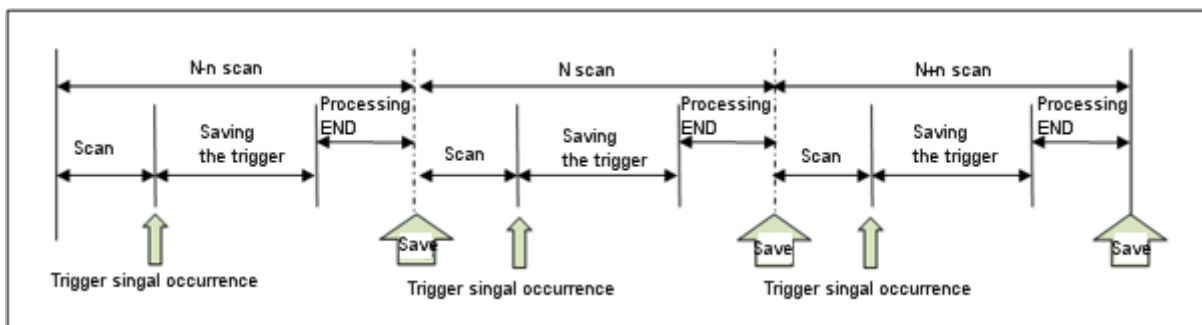 N-n scan
N scan
N+n scan
Processing
END
Processing
END
Processing
END
Scan
Saving
the trigger
Scan
Saving
the trigger
Scan
Saving
the trigger
Save
Save
Save
Trigger singal occurrence
Trigger singal occurrence
Trigger singal occurrence